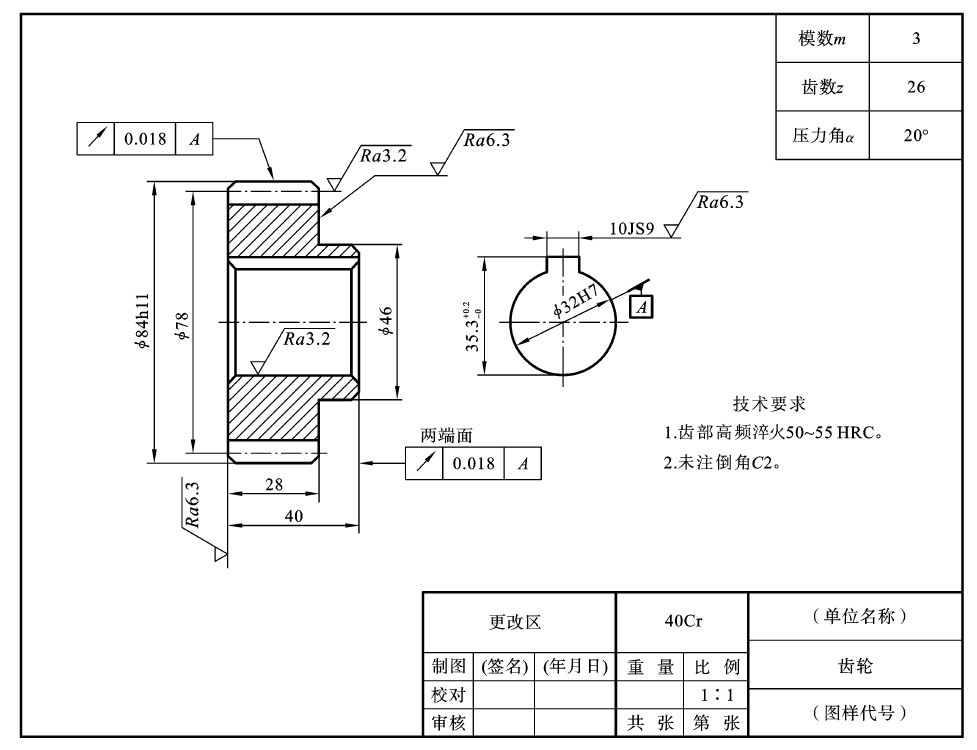 模数m 3
齿数z 26
压力角α 20°
↗ 0.018 A
Ra3.2
Ra6.3
10JS9
Ra6.3
φ84h11
φ78
Ra3.2
φ46
35.3+0.2 -0
φ32H7
A
两端面
↗ 0.018 A
28
40
Ra6.3
技术要求
1.齿部高频淬火50~55 HRC。
2.未注倒角C2。
更改区 40Cr （单位名称）
制图 (签名) (年月日) 重量 比例 齿轮
校对 1∶1
审核 共 张 第 张 （图样代号）